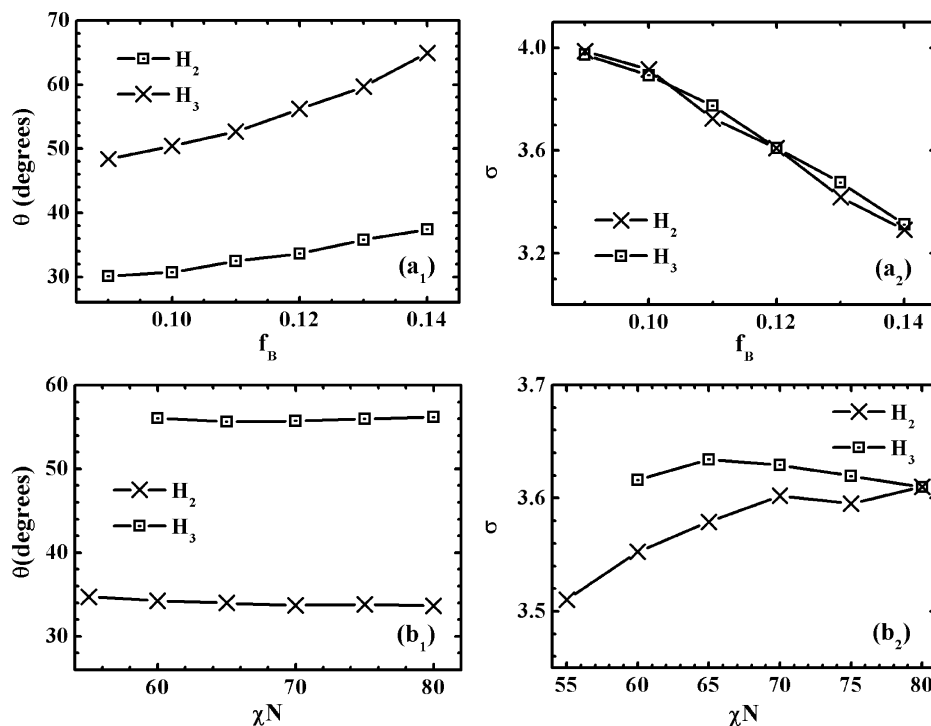 70
60
50
40
30
θ (degrees)
H₂
H₃
(a₁)
0.10
0.12
0.14
f_B
4.0
3.6
3.2
σ
H₂
H₃
(a₂)
0.10
0.12
0.14
f_B
60
50
40
30
θ(degrees)
H₂
H₃
(b₁)
60
70
80
χN
3.7
3.6
3.5
σ
H₂
H₃
(b₂)
55
60
65
70
75
80
χN